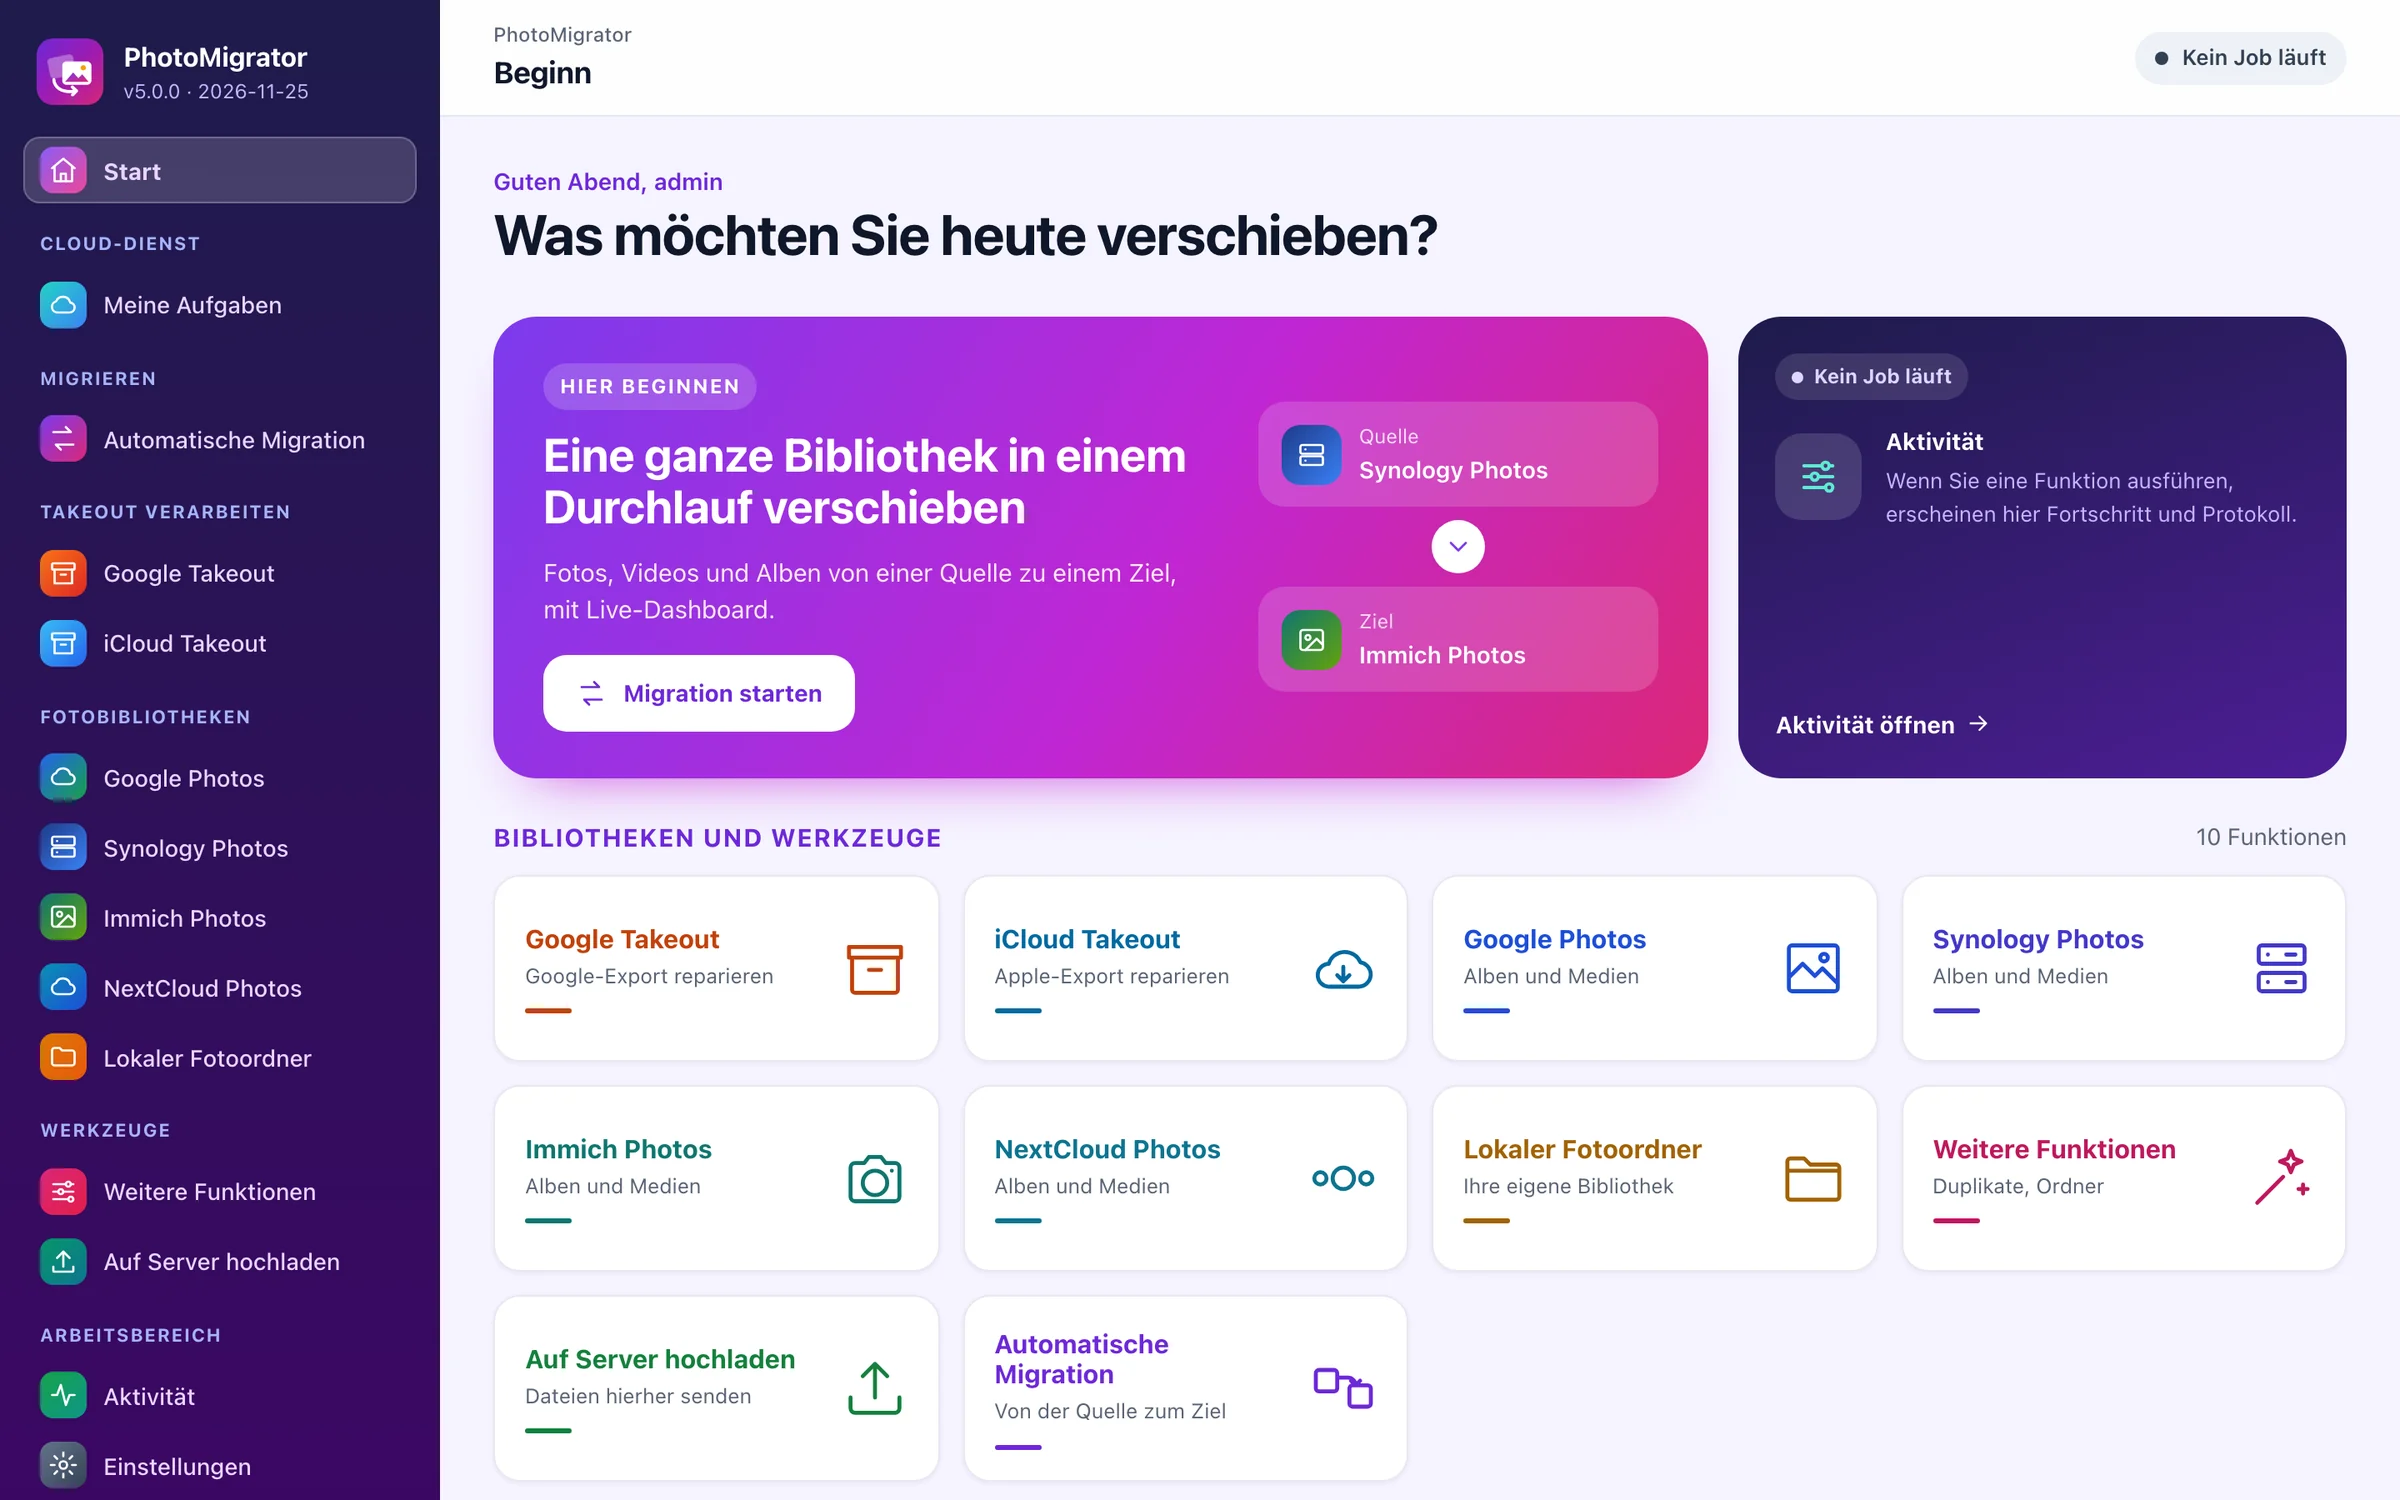 PhotoMigrator
v5.0.0 · 2026-11-25
Start
CLOUD-DIENST
Meine Aufgaben
MIGRIEREN
Automatische Migration
TAKEOUT VERARBEITEN
Google Takeout
iCloud Takeout
FOTOBIBLIOTHEKEN
Google Photos
Synology Photos
Immich Photos
NextCloud Photos
Lokaler Fotoordner
WERKZEUGE
Weitere Funktionen
Auf Server hochladen
ARBEITSBEREICH
Aktivität
Einstellungen
PhotoMigrator
Beginn
Kein Job läuft
Guten Abend, admin
Was möchten Sie heute verschieben?
HIER BEGINNEN
Eine ganze Bibliothek in einem
Durchlauf verschieben
Fotos, Videos und Alben von einer Quelle zu einem Ziel,
mit Live-Dashboard.
Migration starten
Quelle
Synology Photos
Ziel
Immich Photos
Kein Job läuft
Aktivität
Wenn Sie eine Funktion ausführen,
erscheinen hier Fortschritt und Protokoll.
Aktivität öffnen
BIBLIOTHEKEN UND WERKZEUGE
10 Funktionen
Google Takeout
Google-Export reparieren
iCloud Takeout
Apple-Export reparieren
Google Photos
Alben und Medien
Synology Photos
Alben und Medien
Immich Photos
Alben und Medien
NextCloud Photos
Alben und Medien
Lokaler Fotoordner
Ihre eigene Bibliothek
Weitere Funktionen
Duplikate, Ordner
Auf Server hochladen
Dateien hierher senden
Automatische
Migration
Von der Quelle zum Ziel